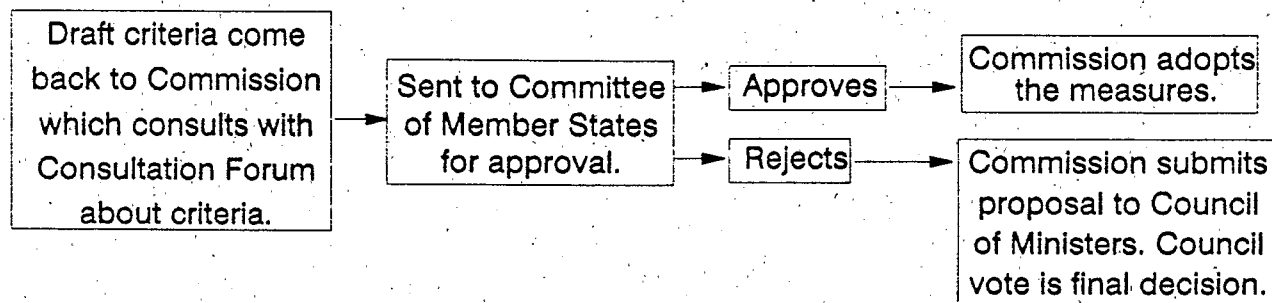 Draft criteria come
back to Commission
which consults with
Consultation Forum
about criteria.
Sent to Committee
of Member States
for approval.
Approves
Commission adopts
the measures.
Rejects
Commission submits
proposal to Council
of Ministers. Council
vote is final decision.